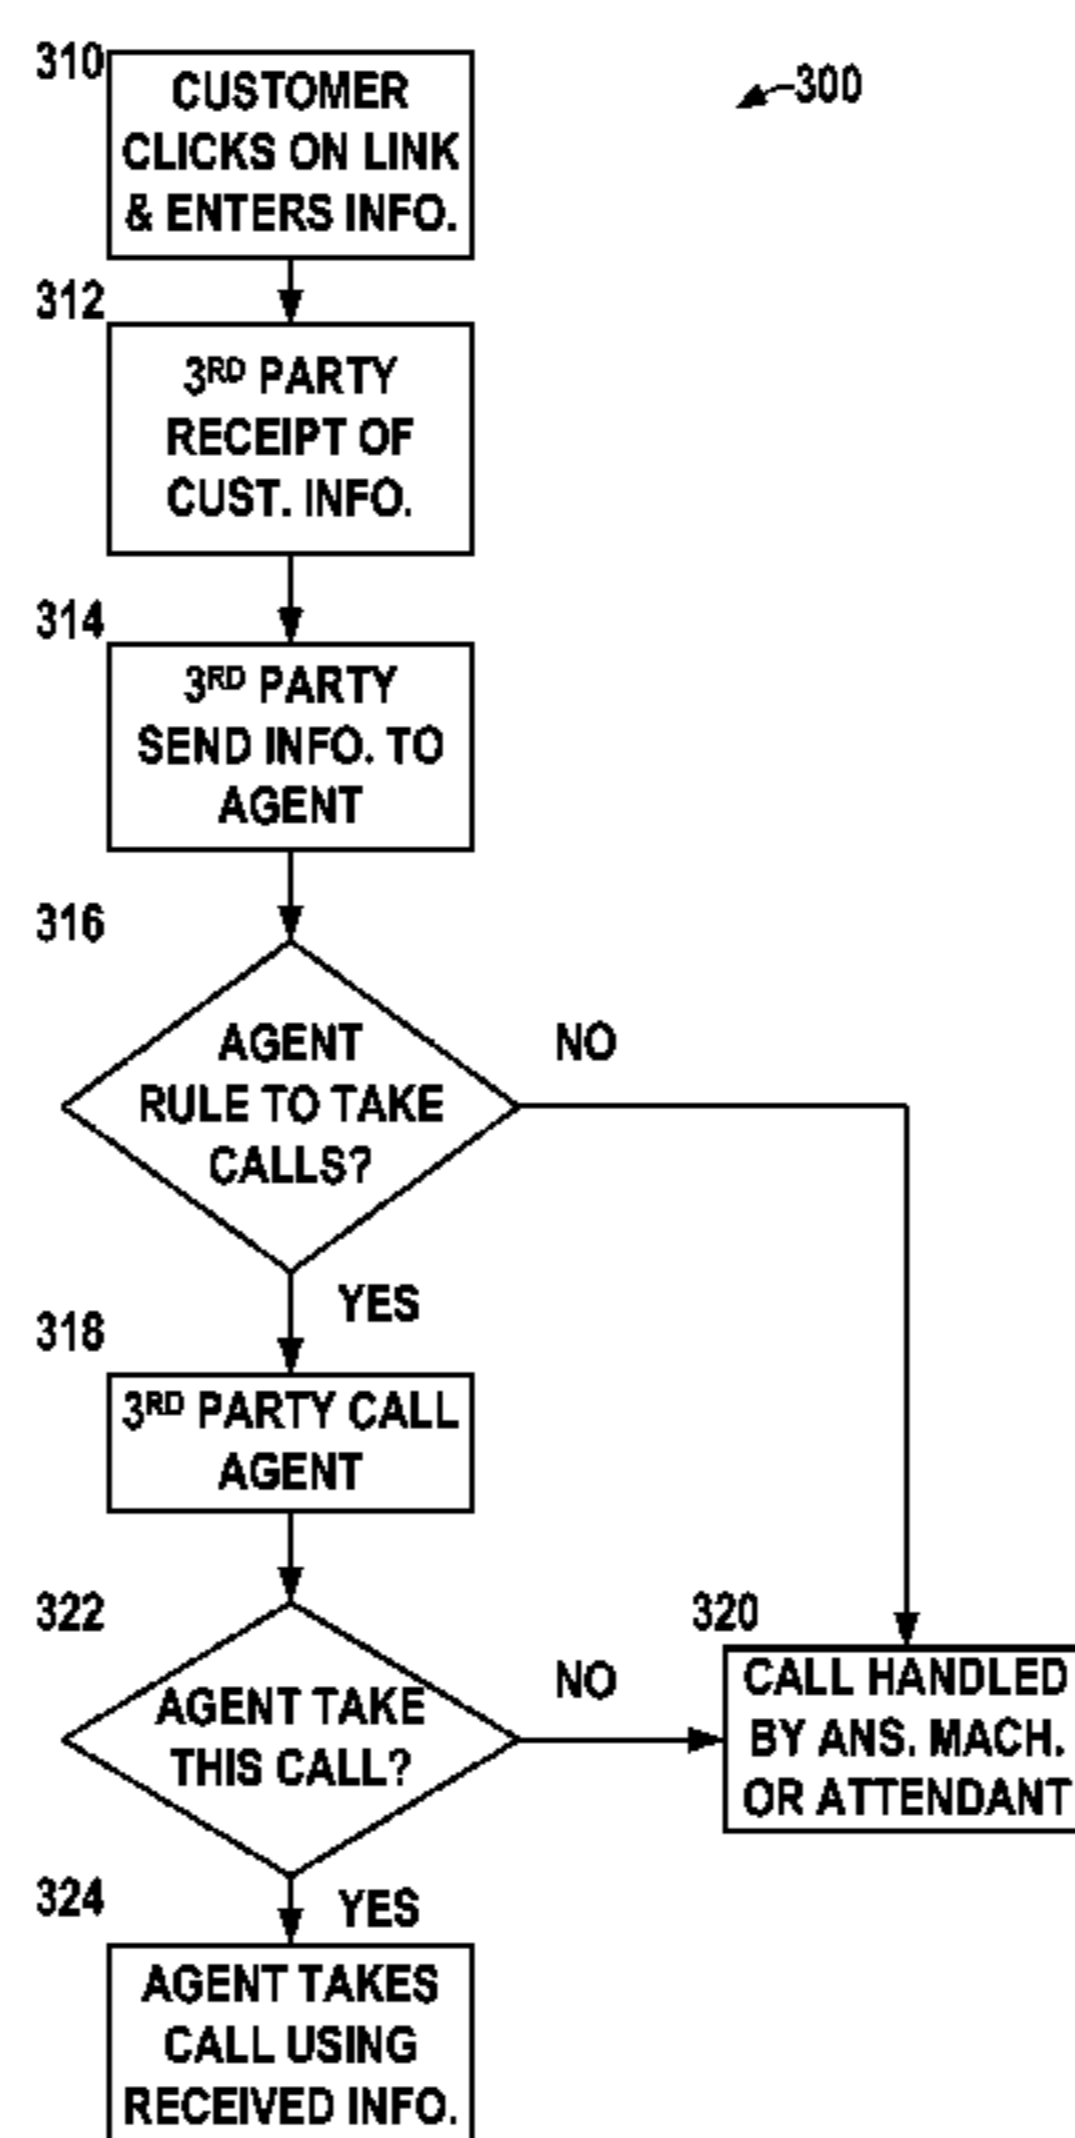 310
CUSTOMER
CLICKS ON LINK
& ENTERS INFO.
300
312
3RD PARTY
RECEIPT OF
CUST. INFO.
314
3RD PARTY
SEND INFO. TO
AGENT
316
AGENT
RULE TO TAKE
CALLS?
NO
YES
318
3RD PARTY CALL
AGENT
322
AGENT TAKE
THIS CALL?
NO
320
CALL HANDLED
BY ANS. MACH.
OR ATTENDANT
324
YES
AGENT TAKES
CALL USING
RECEIVED INFO.